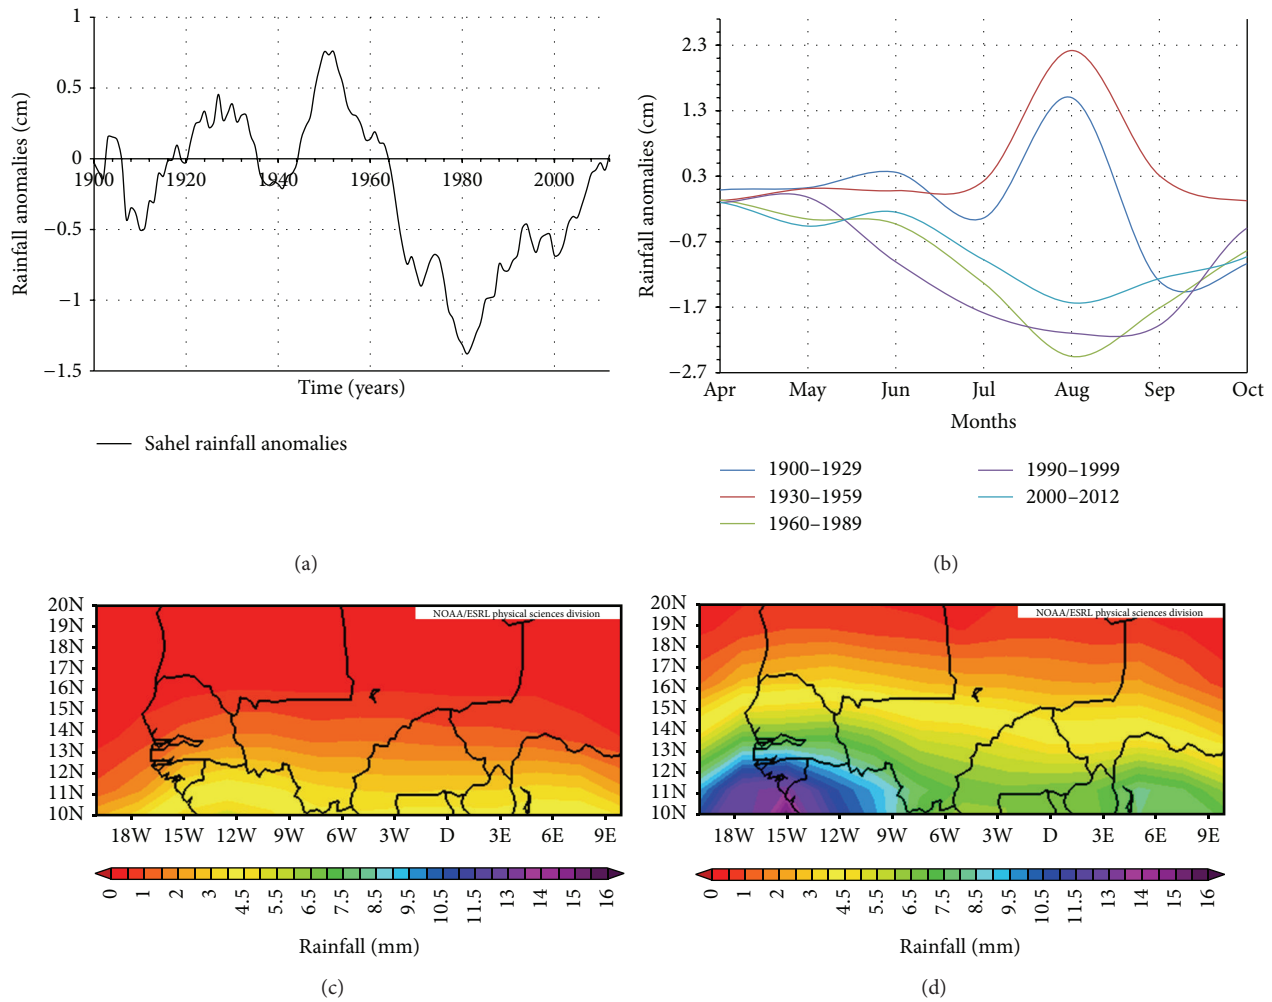 1
0.5
0
−0.5
−1
−1.5
1900 1920 1940 1960 1980 2000
Rainfall anomalies (cm)
Time (years)
Sahel rainfall anomalies
(a)
2.3
1.3
0.3
−0.7
−1.7
−2.7
Apr May Jun Jul Aug Sep Oct
Rainfall anomalies (cm)
Months
1900–1929
1930–1959
1960–1989
1990–1999
2000–2012
(b)
NOAA/ESRL physical sciences division
20N
19N
18N
17N
16N
15N
14N
13N
12N
11N
10N
18W 15W 12W 9W 6W 3W D 3E 6E 9E
0 1 2 3 4.5 5.5 6.5 7.5 8.5 9.5 10.5 11.5 13 14 15 16
Rainfall (mm)
(c)
NOAA/ESRL physical sciences division
20N
19N
18N
17N
16N
15N
14N
13N
12N
11N
10N
18W 15W 12W 9W 6W 3W D 3E 6E 9E
0 1 2 3 4.5 5.5 6.5 7.5 8.5 9.5 10.5 11.5 13 14 15 16
Rainfall (mm)
(d)